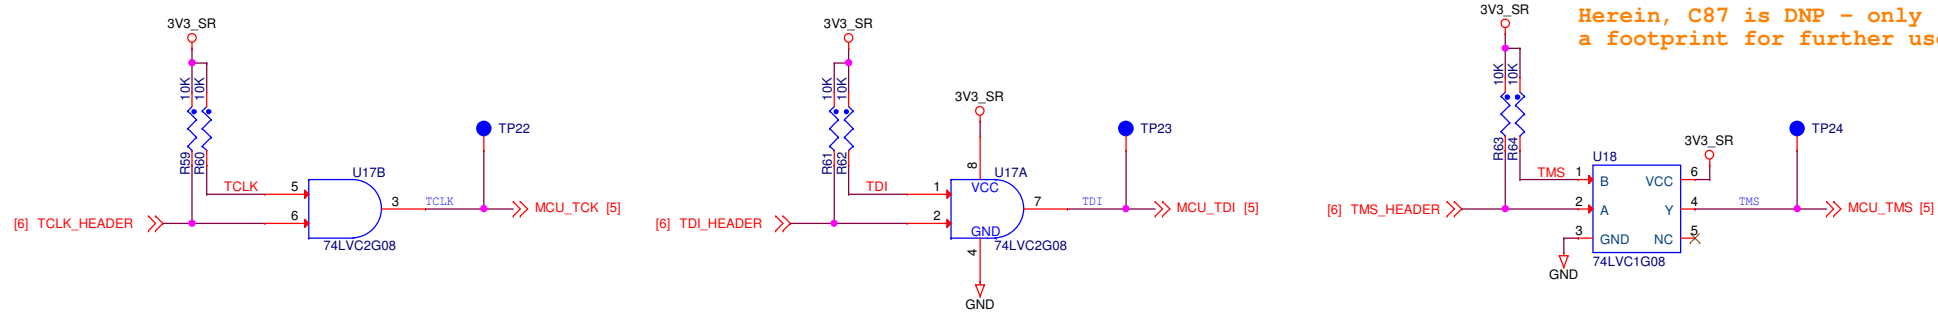 3V3_SR
10K
10K
R59
R60
TCLK
5
6
U17B
3
TCLK
74LVC2G08
TP22
[6] TCLK_HEADER
MCU_TCK [5]
3V3_SR
10K
10K
R61
R62
3V3_SR
8
TDI
1
2
U17A
VCC
GND
7
TDI
74LVC2G08
4
GND
TP23
[6] TDI_HEADER
MCU_TDI [5]
3V3_SR
Herein, C87 is DNP - only
a footprint for further us
10K
10K
R63
R64
TMS
1
2
3
U18
B
A
GND
VCC
Y
NC
6
4
5
74LVC1G08
3V3_SR
TMS
TP24
GND
[6] TMS_HEADER
MCU_TMS [5]